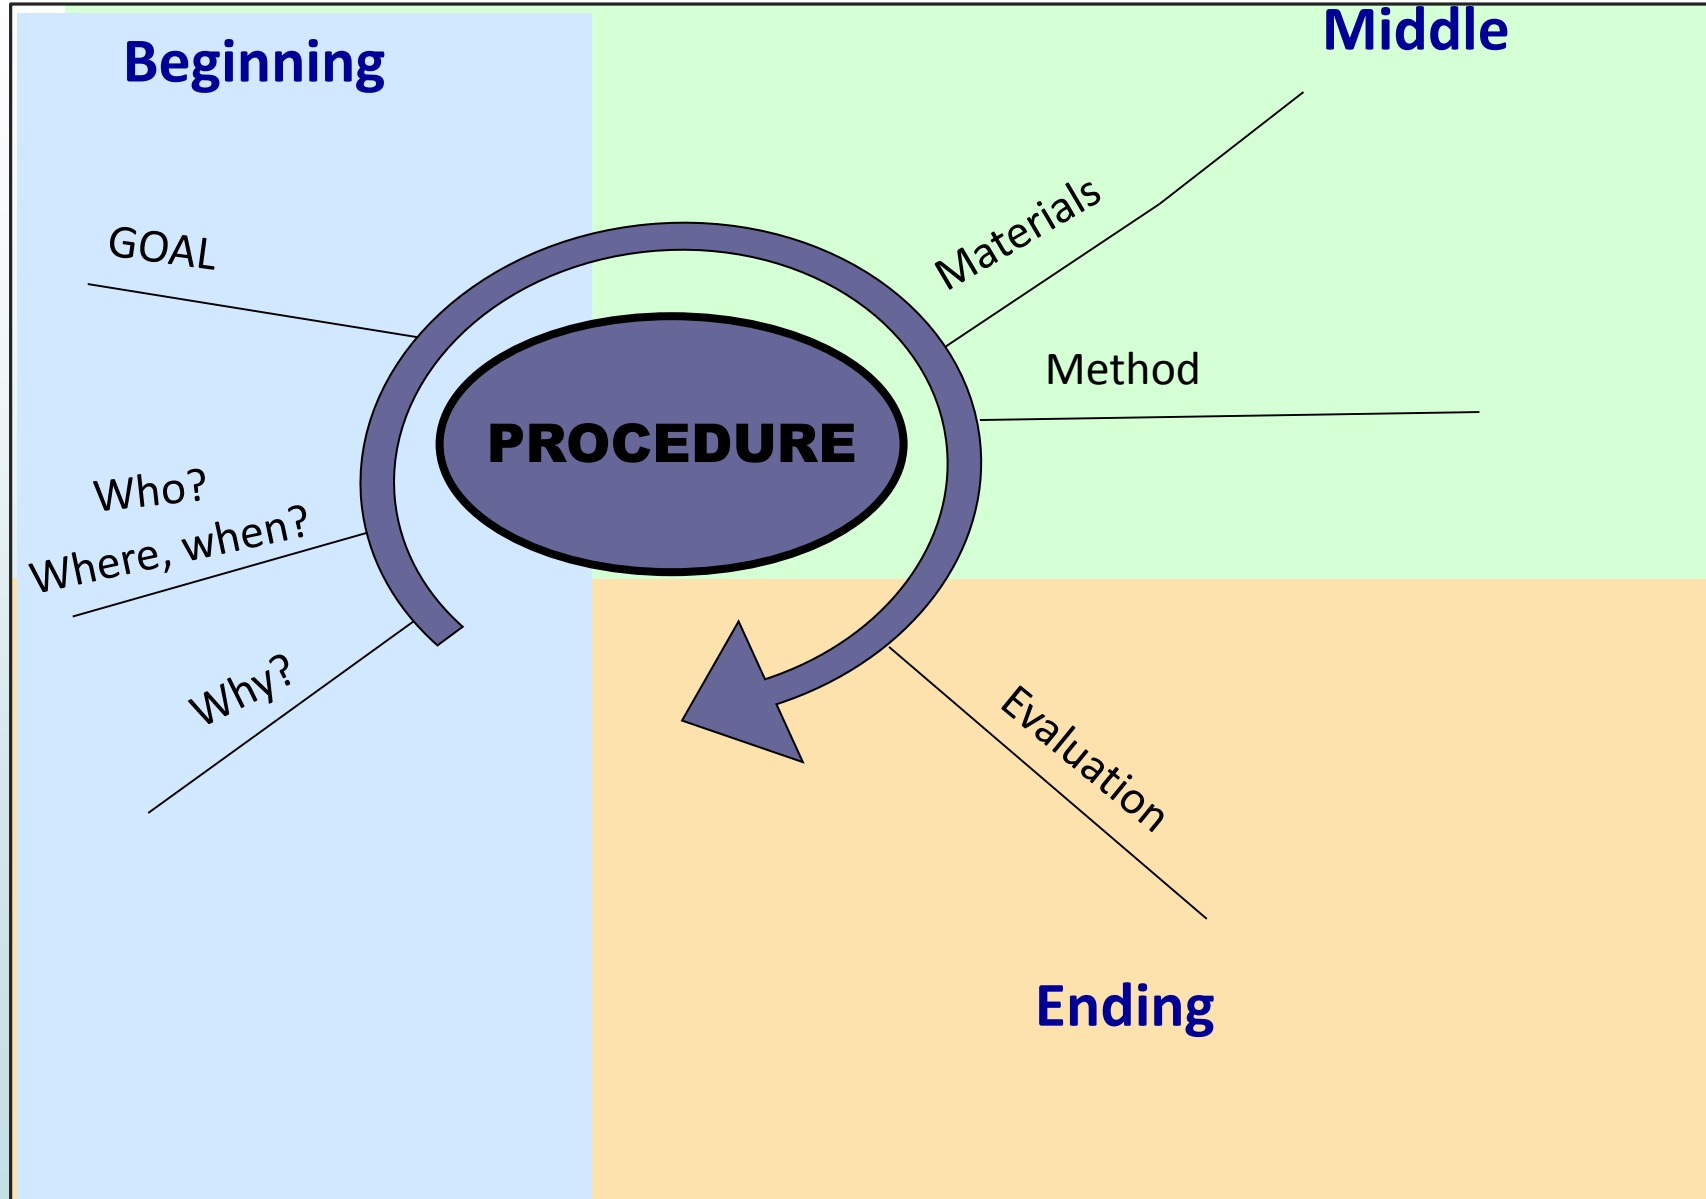 Beginning
Middle
GOAL
Materials
Method
PROCEDURE
Who?
Where, when?
Why?
Evaluation
Ending